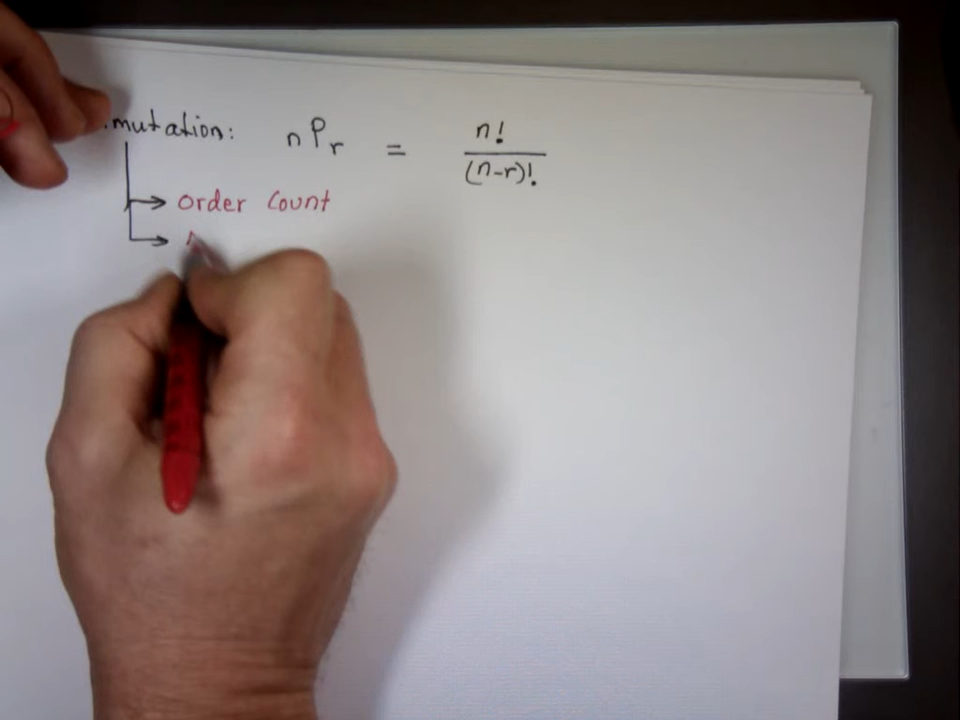 mutation: nPr = n! / (n-r)!
order Count